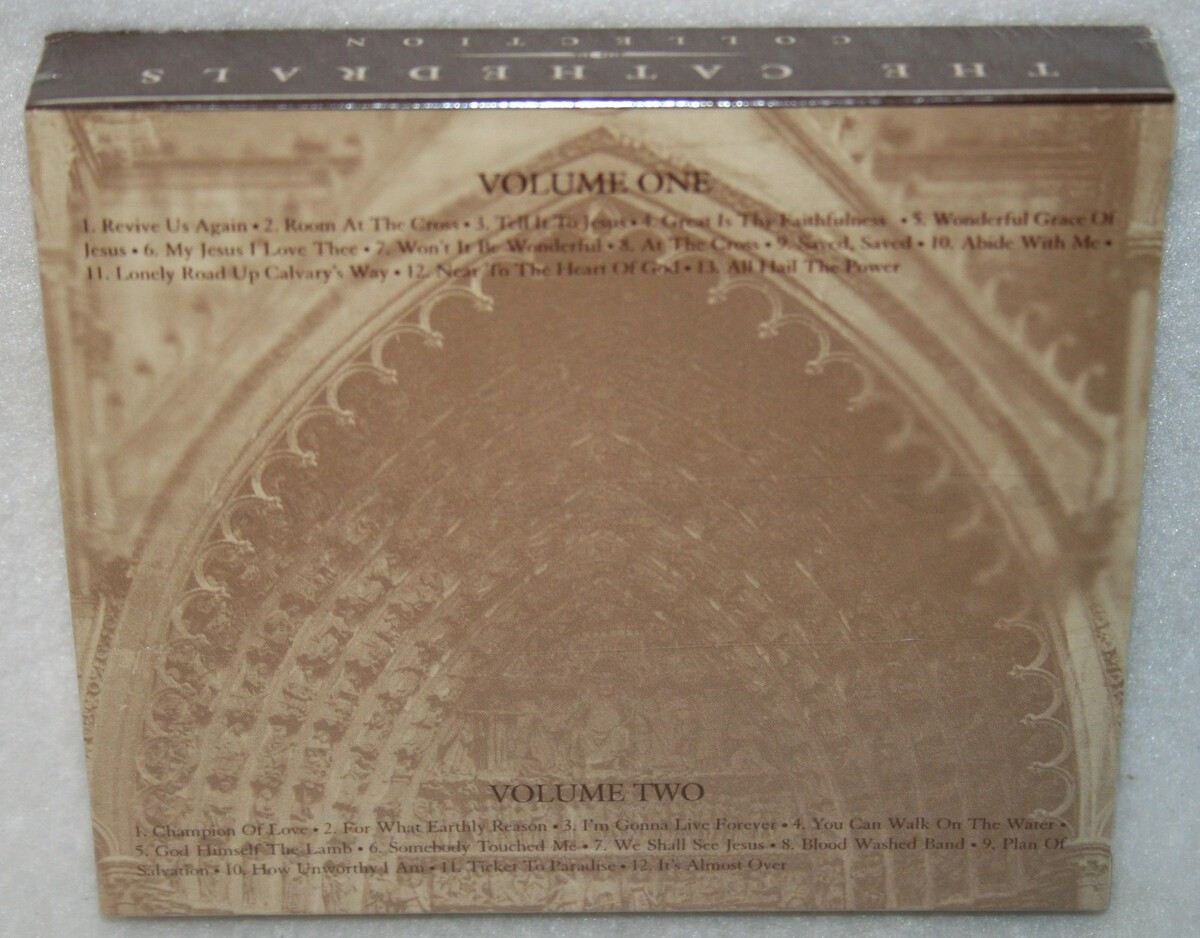 THE CATHEDRALS
COLLECTION
VOLUME ONE
1. Revive Us Again • 2. Room At The Cross • 3. Tell It To Jesus • 4. Great Is Thy Faithfulness • 5. Wonderful Grace Of
Jesus • 6. My Jesus I Love Thee • 7. Won't It Be Wonderful • 8. At The Cross • 9. Saved, Saved • 10. Abide With Me •
11. Lonely Road Up Calvary's Way • 12. Near To The Heart Of God • 13. All Hail The Power
VOLUME TWO
1. Champion Of Love • 2. For What Earthly Reason • 3. I'm Gonna Live Forever • 4. You Can Walk On The Water •
5. God Himself The Lamb • 6. Somebody Touched Me • 7. We Shall See Jesus • 8. Blood Washed Band • 9. Plan Of
Salvation • 10. How Unworthy I Am • 11. Ticket To Paradise • 12. It's Almost Over